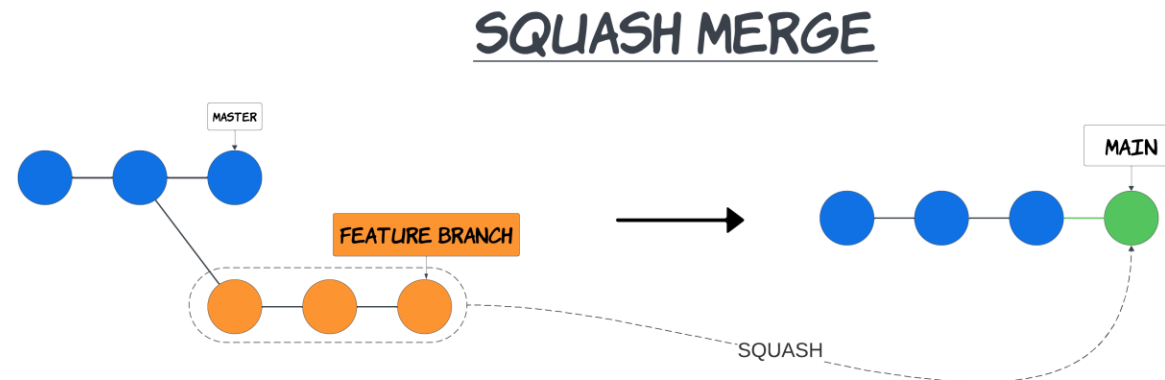 SQUASH MERGE
MASTER
MAIN
FEATURE BRANCH
SQUASH